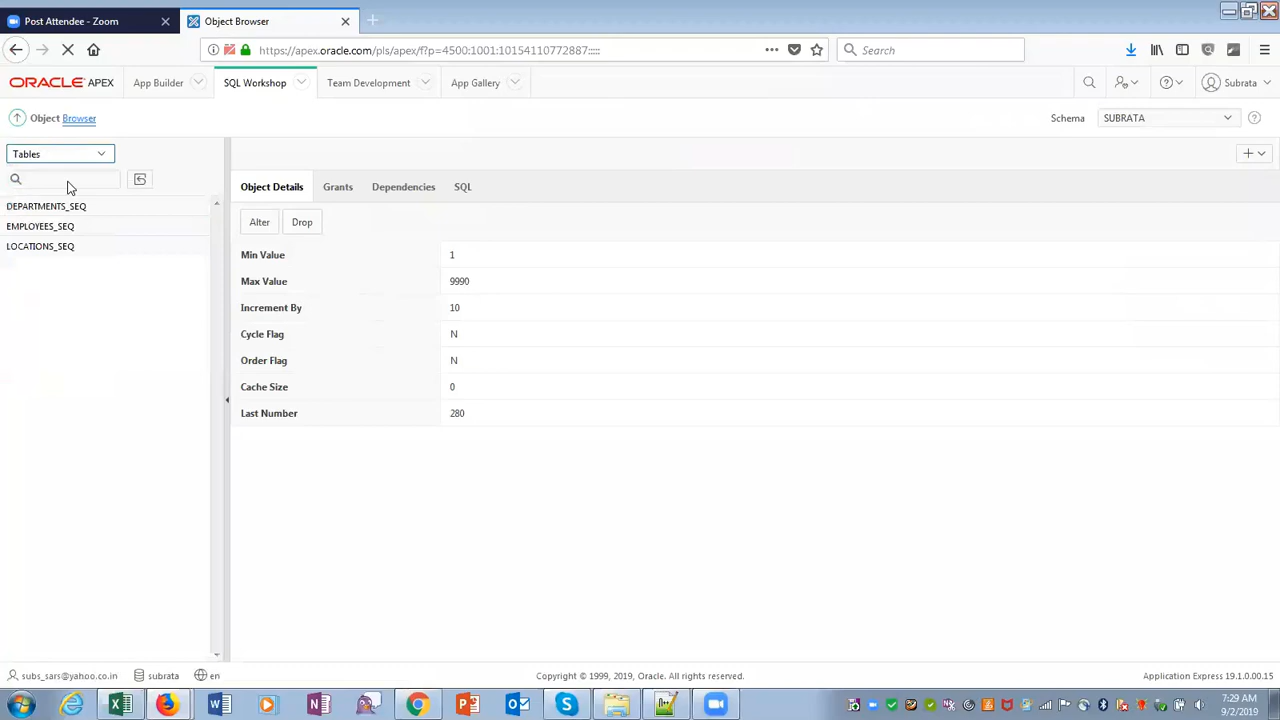 Post Attendee - Zoom
Object Browser
https://apex.oracle.com/pls/apex/f?p=4500:1001:10154110772887:::::
Search
ORACLE APEX
App Builder
SQL Workshop
Team Development
App Gallery
Subrata
Object Browser
Schema
SUBRATA
Tables
Object Details
Grants
Dependencies
SQL
DEPARTMENTS_SEQ
EMPLOYEES_SEQ
LOCATIONS_SEQ
Alter
Drop
Min Value 1
Max Value 9990
Increment By 10
Cycle Flag N
Order Flag N
Cache Size 0
Last Number 280
subs_sars@yahoo.co.in
subrata
en
Copyright © 1999, 2019, Oracle. All rights reserved.
Application Express 19.1.0.00.15
7:29 AM
9/2/2019